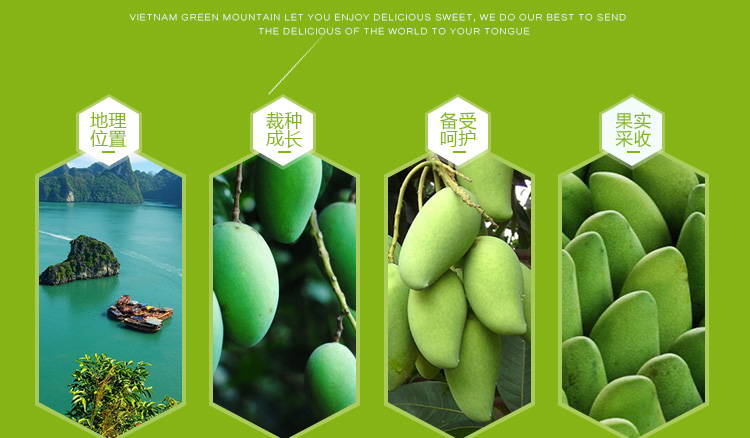 VIETNAM GREEN MOUNTAIN LET YOU ENJOY DELICIOUS SWEET, WE DO OUR BEST TO SEND
THE DELICIOUS OF THE WORLD TO YOUR TONGUE
地理
位置
裁种
成长
备受
呵护
果实
采收